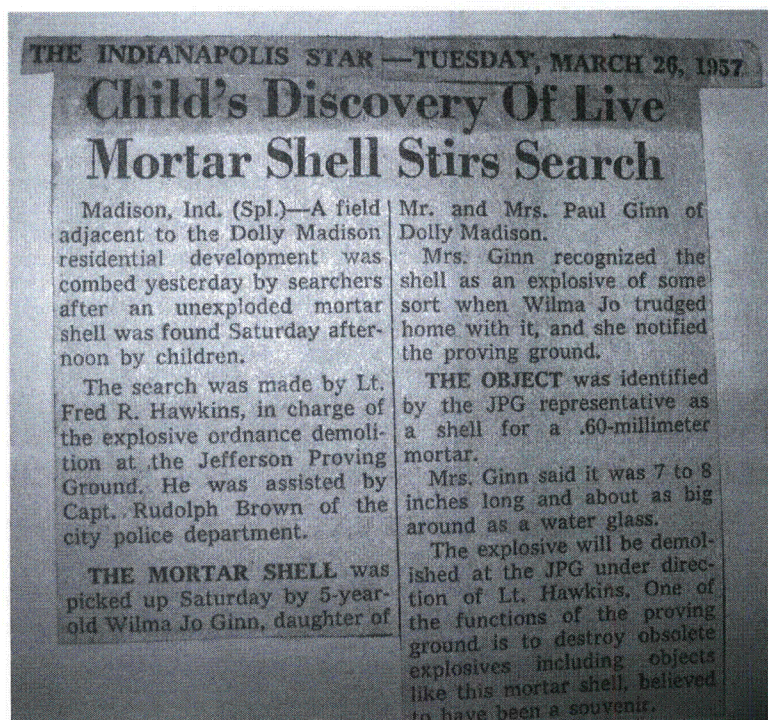 THE INDIANAPOLIS STAR—TUESDAY, MARCH 26, 1957
Child's Discovery Of Live
Mortar Shell Stirs Search
Madison, Ind. (Spl.)—A field
adjacent to the Dolly Madison
residential development was
combed yesterday by searchers
after an unexploded mortar
shell was found Saturday after-
noon by children.
The search was made by Lt.
Fred R. Hawkins, in charge of
the explosive ordnance demoli-
tion at the Jefferson Proving
Ground. He was assisted by
Capt. Rudolph Brown of the
city police department.
THE MORTAR SHELL was
picked up Saturday by 5-year-
old Wilma Jo Ginn, daughter of
Mr. and Mrs. Paul Ginn of
Dolly Madison.
Mrs. Ginn recognized the
shell as an explosive of some
sort when Wilma Jo trudged
home with it, and she notified
the proving ground.
THE OBJECT was identified
by the JPG representative as
a shell for a .60-millimeter
mortar.
Mrs. Ginn said it was 7 to 8
inches long and about as big
around as a water glass.
The explosive will be demol-
ished at the JPG under direc-
tion of Lt. Hawkins. One of
the functions of the proving
ground is to destroy obsolete
explosives including objects
like this mortar shell, believed
to have been a souvenir.